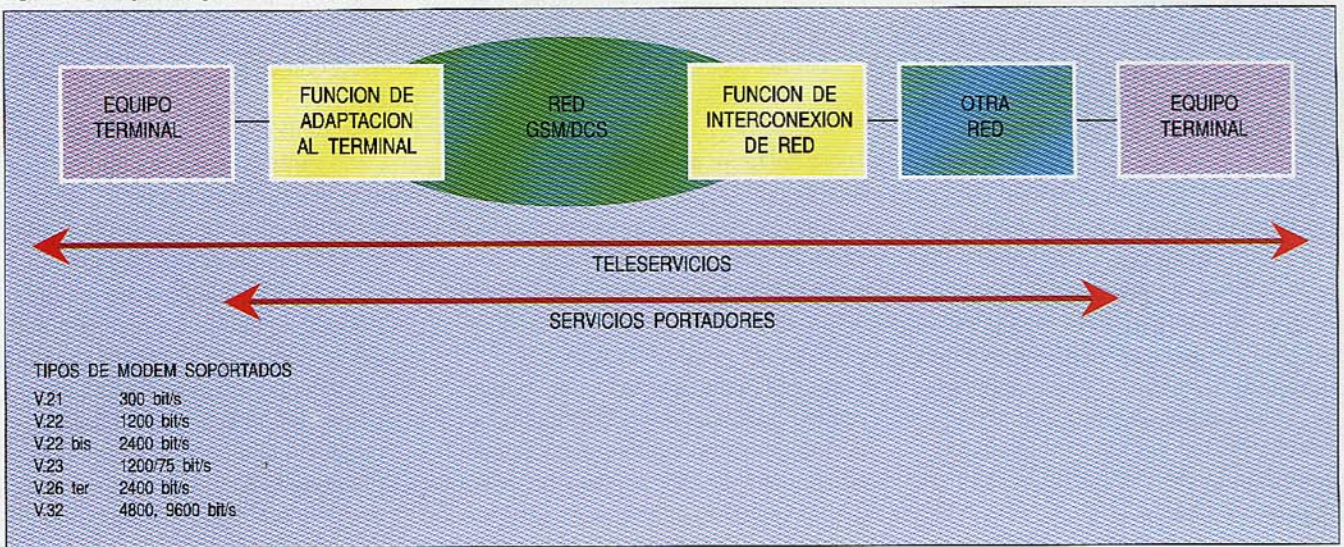 EQUIPO
TERMINAL
FUNCION DE
ADAPTACION
AL TERMINAL
RED
GSM/DCS
FUNCION DE
INTERCONEXION
DE RED
OTRA
RED
EQUIPO
TERMINAL
TELESERVICIOS
SERVICIOS PORTADORES
TIPOS DE MODEM SOPORTADOS
V.21 300 bit/s
V.22 1200 bit/s
V.22 bis 2400 bit/s
V.23 1200/75 bit/s
V.26 ter 2400 bit/s
V.32 4800, 9600 bit/s